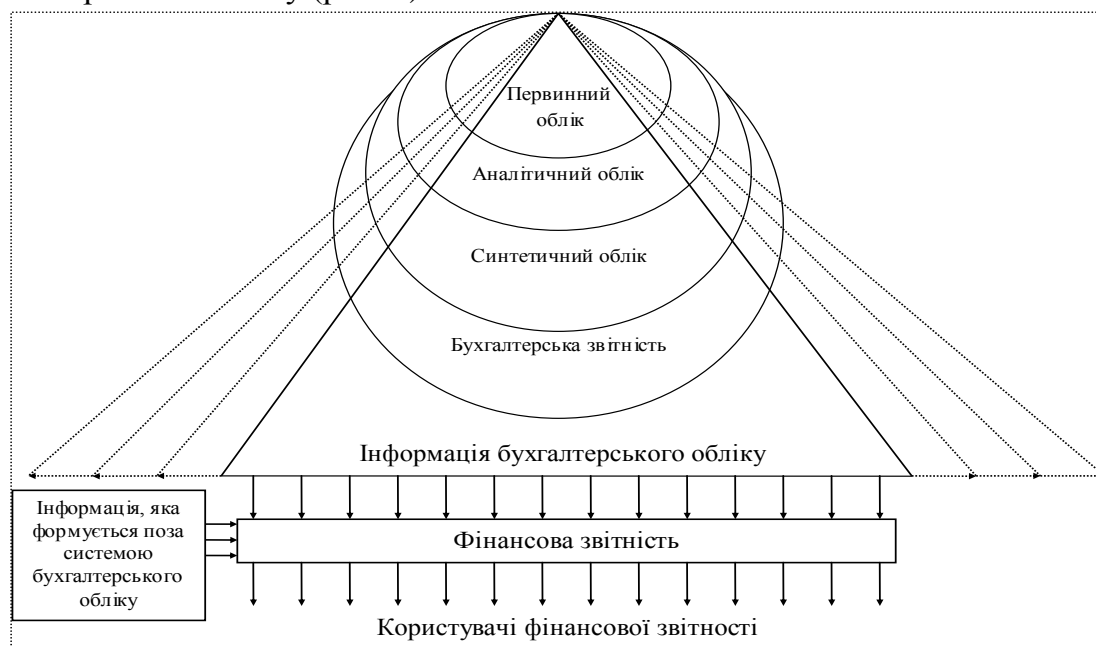 Первинний
облік
Аналітичний облік
Синтетичний облік
Бухгалтерська звітність
Інформація бухгалтерського обліку
Інформація, яка
формується поза
системою
бухгалтерського
обліку
Фінансова звітність
Користувачі фінансової звітності